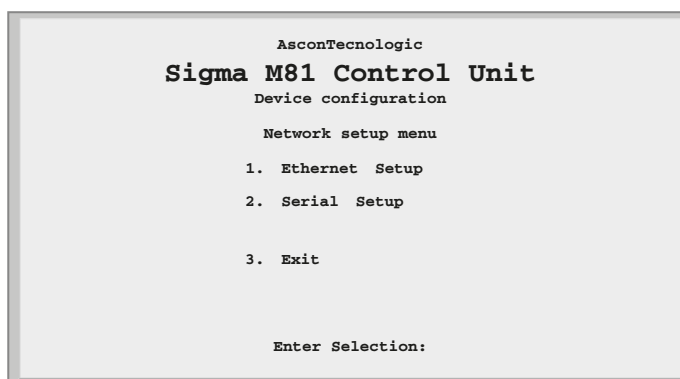 AsconTecnologic
Sigma M81 Control Unit
Device configuration
Network setup menu
1. Ethernet Setup
2. Serial Setup
3. Exit
Enter Selection: